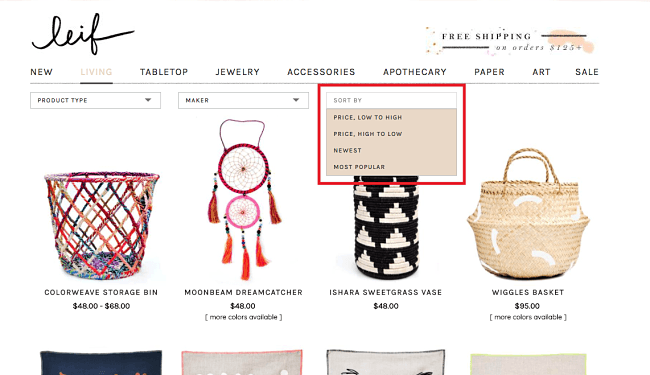 leif
FREE SHIPPING
on orders $125+
NEW LIVING TABLETOP JEWELRY ACCESSORIES APOTHECARY PAPER ART SALE
PRODUCT TYPE MAKER SORT BY
PRICE, LOW TO HIGH
PRICE, HIGH TO LOW
NEWEST
MOST POPULAR
COLORWEAVE STORAGE BIN MOONBEAM DREAMCATCHER ISHARA SWEETGRASS VASE WIGGLES BASKET
$48.00 - $68.00 $48.00 $48.00 $95.00
[ more colors available ] [ more colors available ]